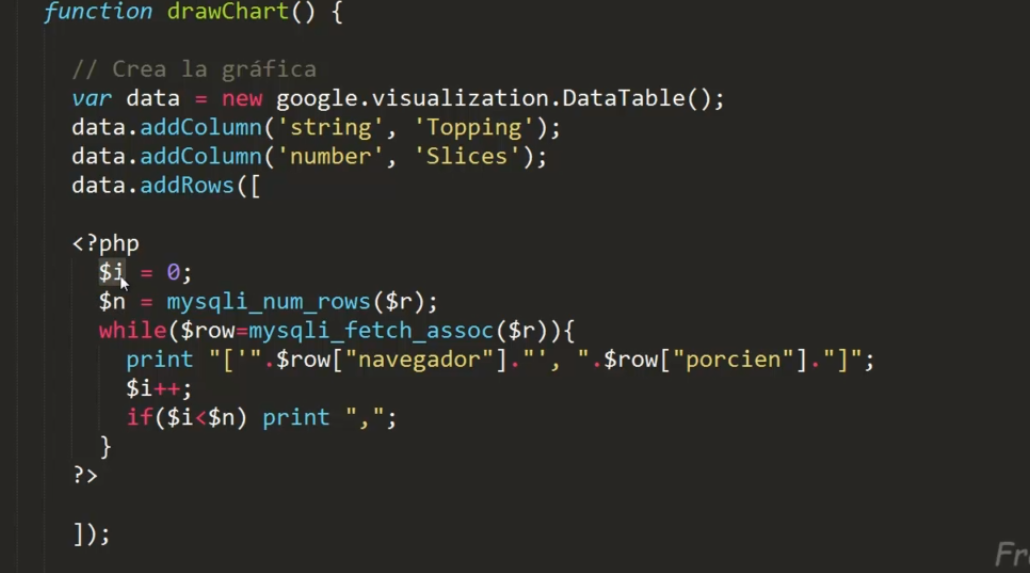 function drawChart() {
// Crea la gráfica
var data = new google.visualization.DataTable();
data.addColumn('string', 'Topping');
data.addColumn('number', 'Slices');
data.addRows([
<?php
$i = 0;
$n = mysqli_num_rows($r);
while($row=mysqli_fetch_assoc($r)){
print "['".$row["navegador"]."', ".$row["porcien"]."]";
$i++;
if($i<$n) print ",";
}
?>
]);